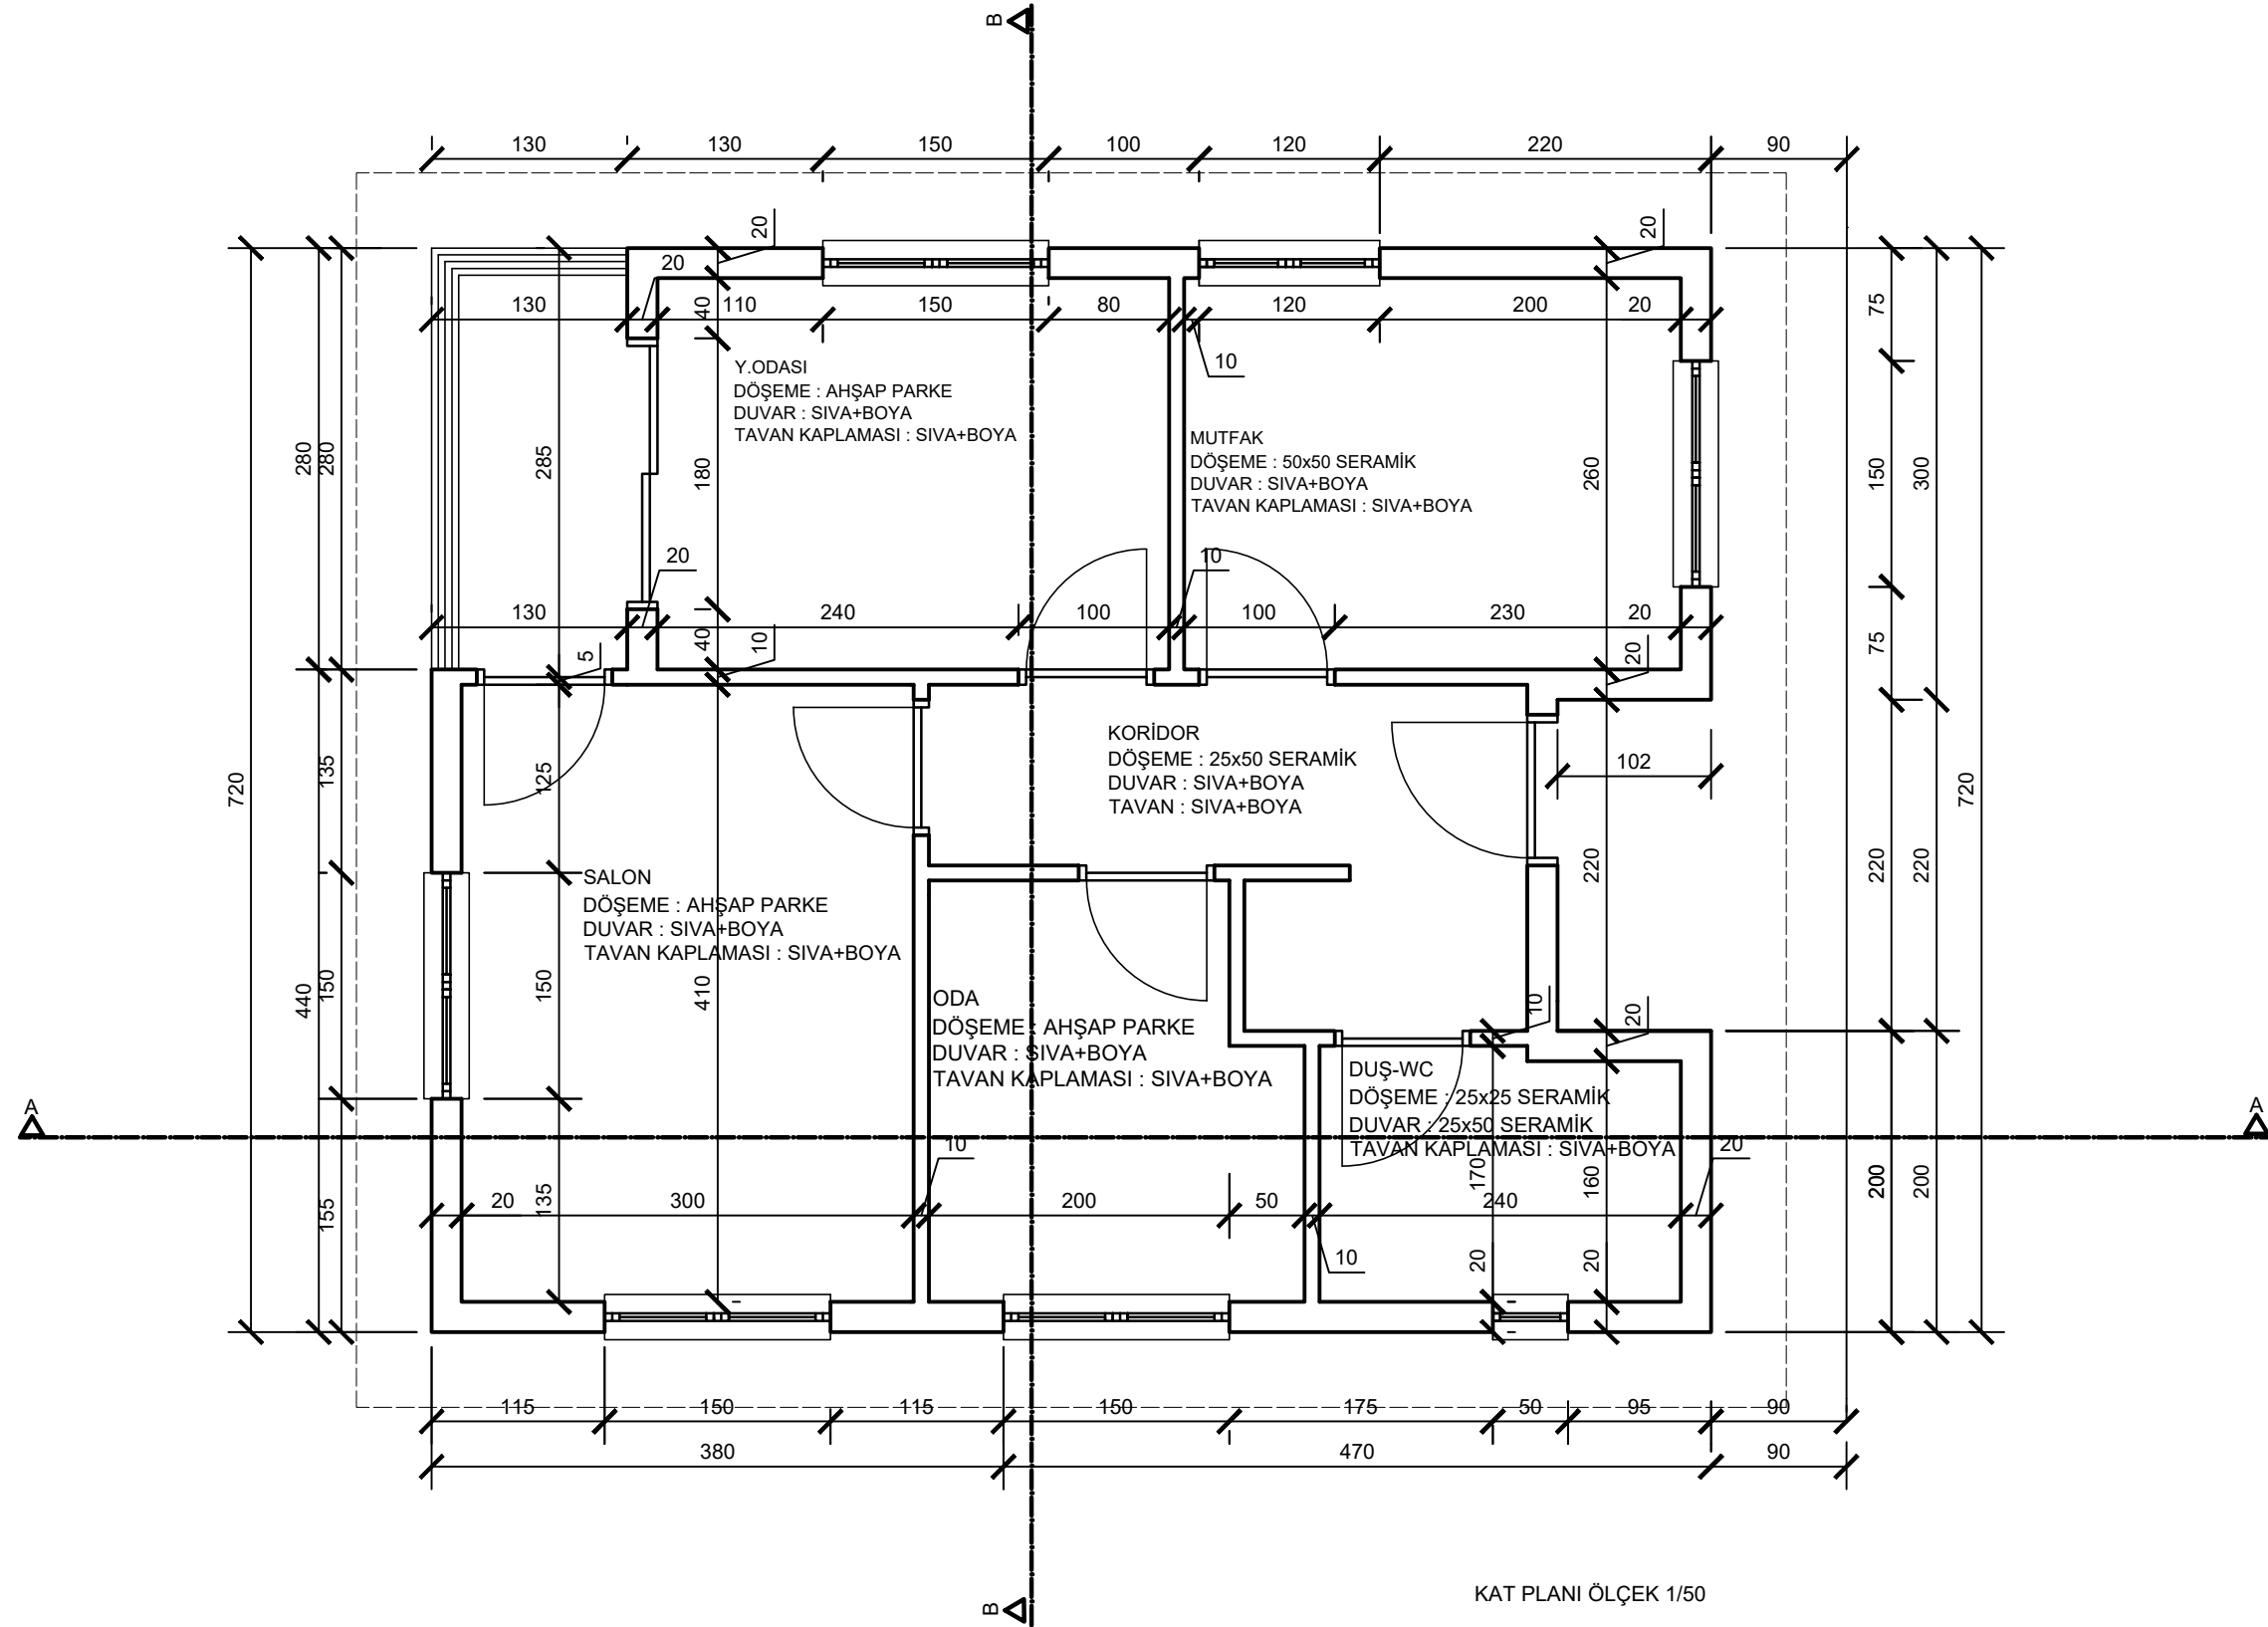 B
130 130 150 100 120 220 90
20 20
20
130 110 150 80 120 200 20
40
10
75
Y.ODASI
DÖŞEME : AHŞAP PARKE
DUVAR : SIVA+BOYA
TAVAN KAPLAMASI : SIVA+BOYA
MUTFAK
DÖŞEME : 50x50 SERAMİK
DUVAR : SIVA+BOYA
TAVAN KAPLAMASI : SIVA+BOYA
280 280 285 180 260 150 300
20 10
130 240 100 100 230 20
5 40 10 20 75
KORİDOR
DÖŞEME : 25x50 SERAMİK
DUVAR : SIVA+BOYA
TAVAN : SIVA+BOYA
102
720 135 125 720
SALON
DÖŞEME : AHŞAP PARKE
DUVAR : SIVA+BOYA
TAVAN KAPLAMASI : SIVA+BOYA
220 220 220
440 150 150 410 10 20
ODA
DÖŞEME : AHŞAP PARKE
DUVAR : SIVA+BOYA
TAVAN KAPLAMASI : SIVA+BOYA
DUŞ-WC
DÖŞEME : 25x25 SERAMİK
DUVAR : 25x50 SERAMİK
TAVAN KAPLAMASI : SIVA+BOYA
A A
10 20
170 160 200 200
155 135
20 300 200 50 240
10
20 20
115 150 115 150 175 50 95 90
380 470 90
B
KAT PLANI ÖLÇEK 1/50